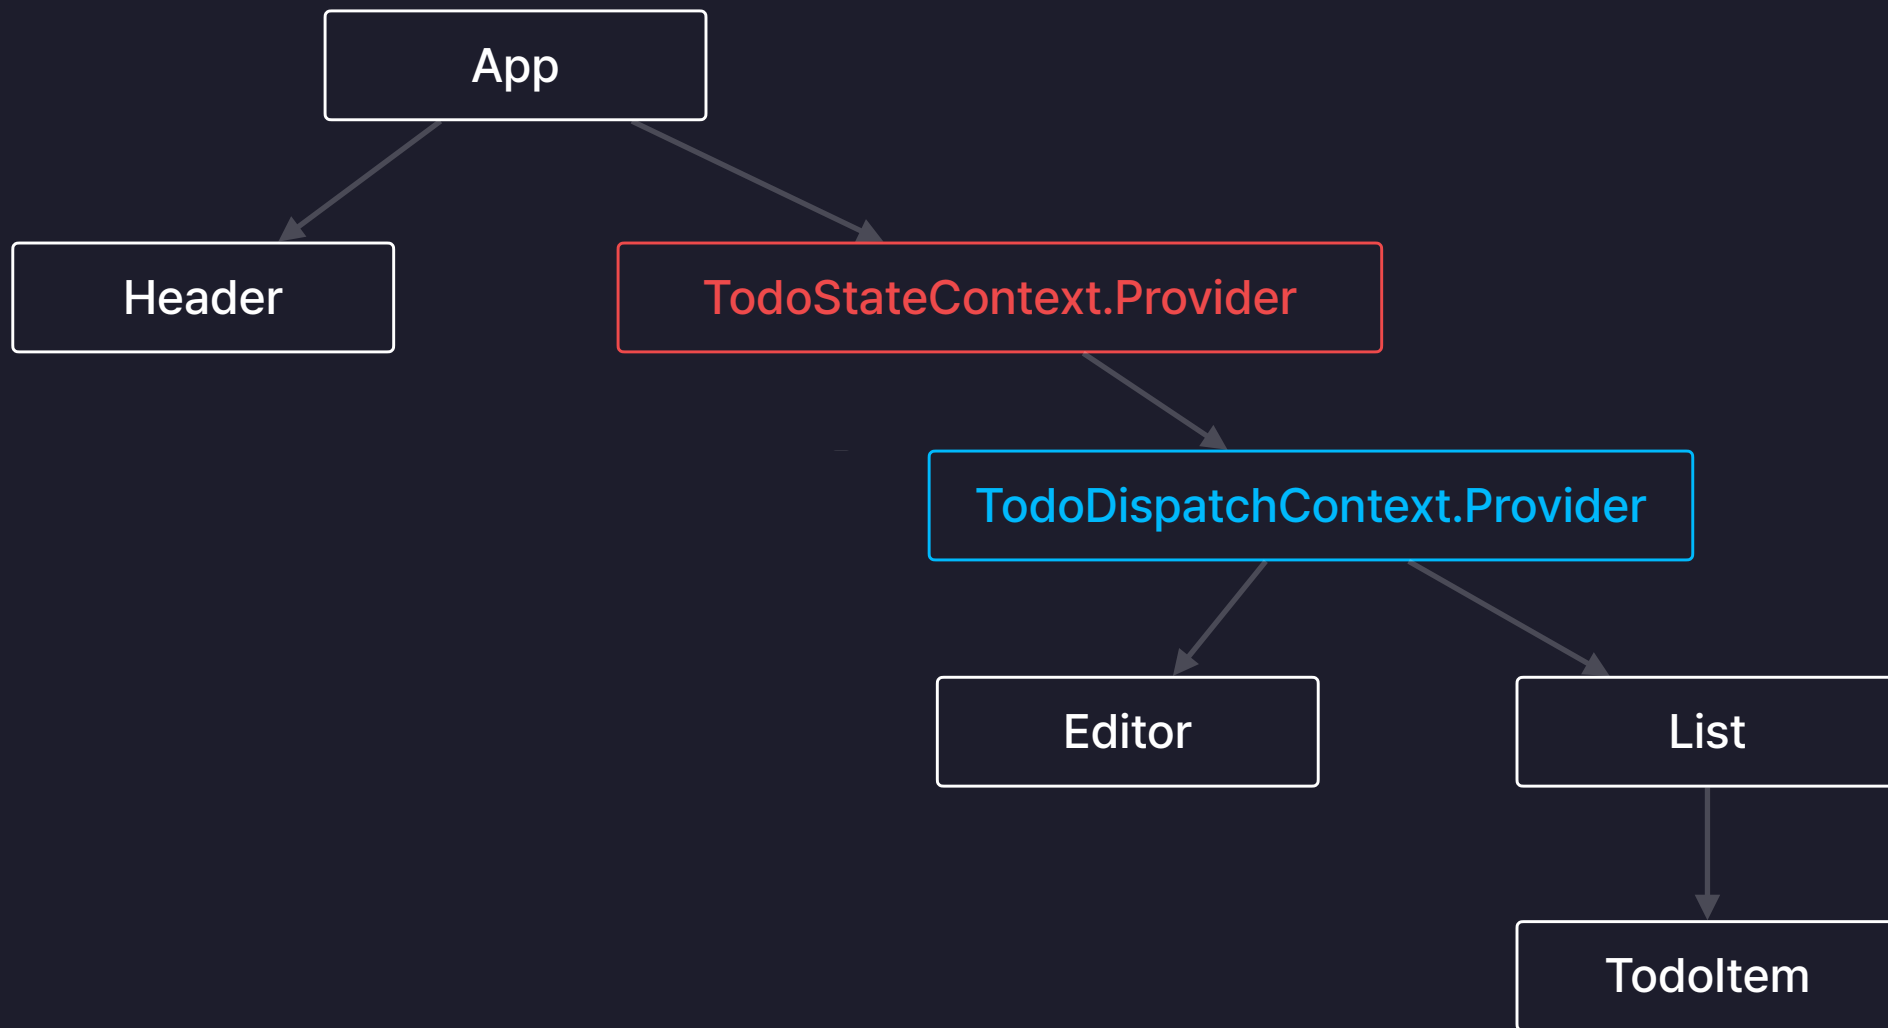 App
Header
TodoStateContext.Provider
TodoDispatchContext.Provider
Editor
List
TodoItem